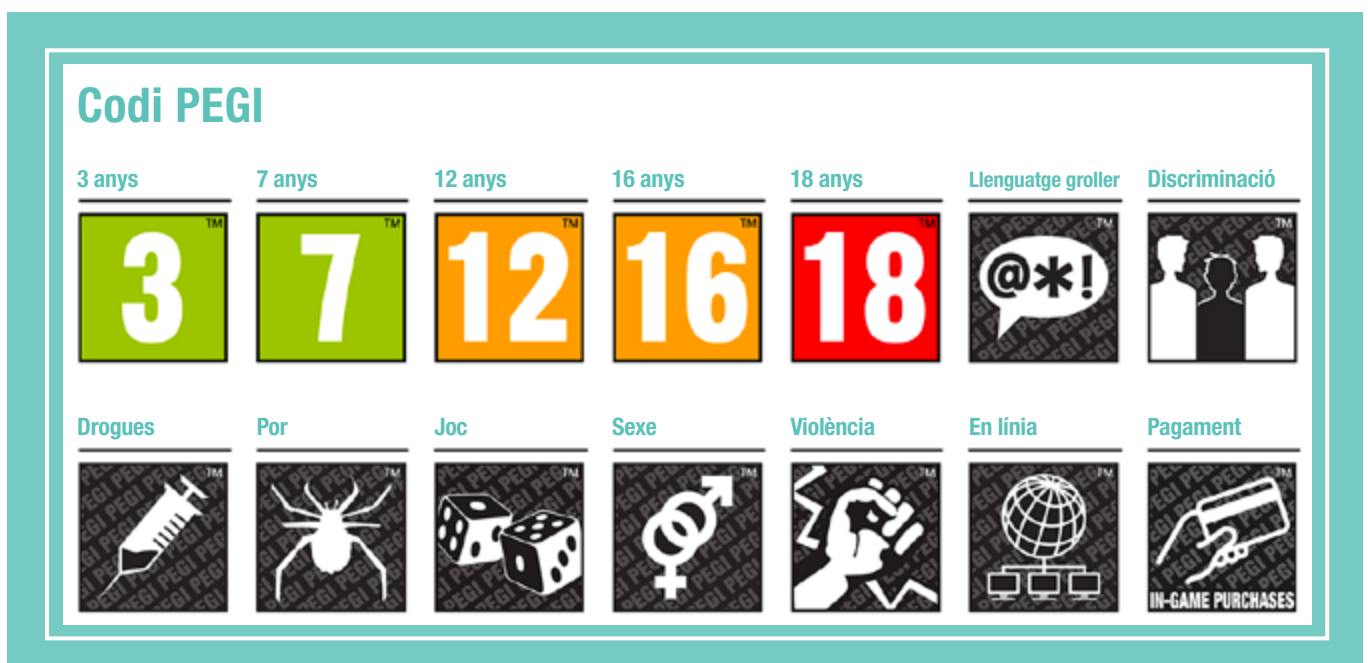 Codi PEGI
3 anys 7 anys 12 anys 16 anys 18 anys Llenguatge groller Discriminació
3 7 12 16 18 @*!
Drogues Por Joc Sexe Violència En línia Pagament
IN-GAME PURCHASES